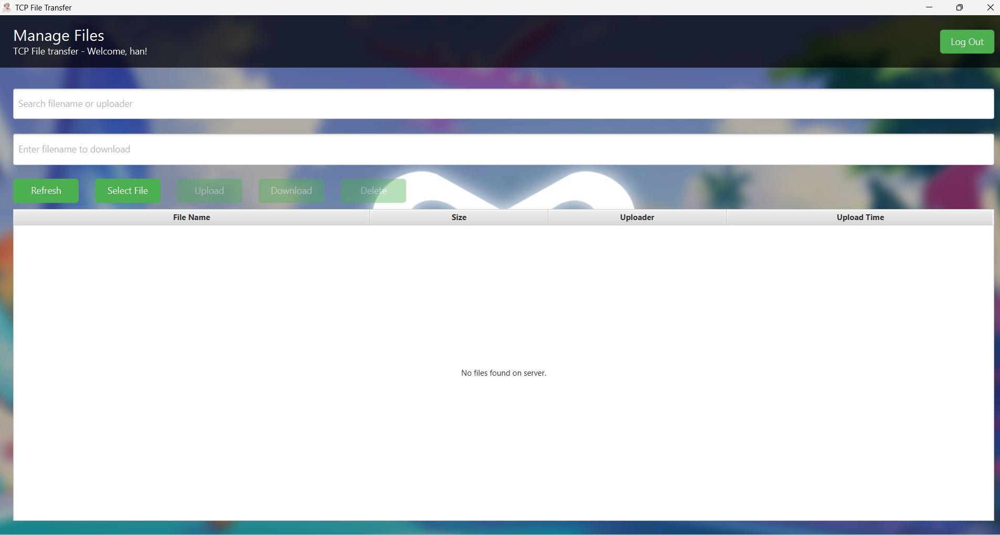 TCP File Transfer
Manage Files
TCP File transfer - Welcome, han!
Log Out
Search filename or uploader
Enter filename to download
Refresh Select File Upload Download Delete
File Name Size Uploader Upload Time
No files found on server.